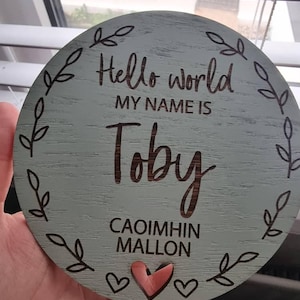 Hello world
MY NAME IS
Toby
CAOIMHIN
MALLON